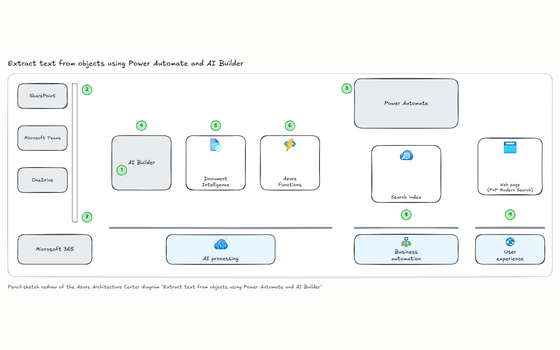 Extract text from objects using Power Automate and AI Builder
SharePoint
2
3
Power Automate
Microsoft Teams
4
5
6
AI Builder
1
Document
Intelligence
Azure
Functions
Search index
Web page
(PnP Modern Search)
OneDrive
8
9
Microsoft 365
AI processing
Business
automation
User
experience
Pencil-sketch redraw of the Azure Architecture Center diagram "Extract text from objects using Power Automate and AI Builder"